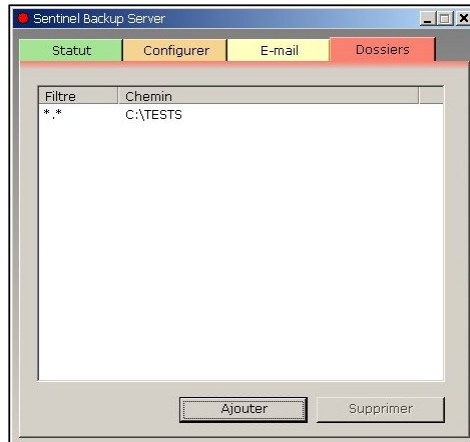 Sentinel Backup Server
Statut Configurer E-mail Dossiers
Filtre Chemin
*.* C:\TESTS
Ajouter Supprimer